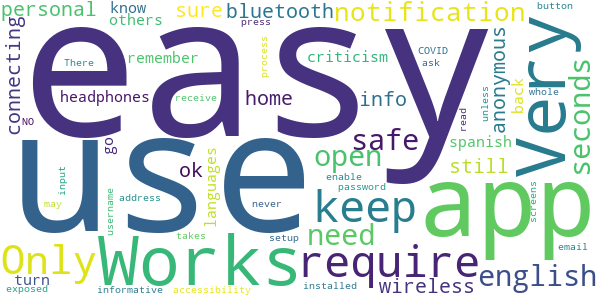 personal know sure bluetooth notification button
others press
connecting easy very
There remember process criticism COVID ask anonymous seconds
headphones receive home info back whole
NO go use safe read unless
ok open spanish
languages still
input enable password screens
may username address never keep app
Only Works need require email
turn takes setup wireless english
exposed informative accessibility installed